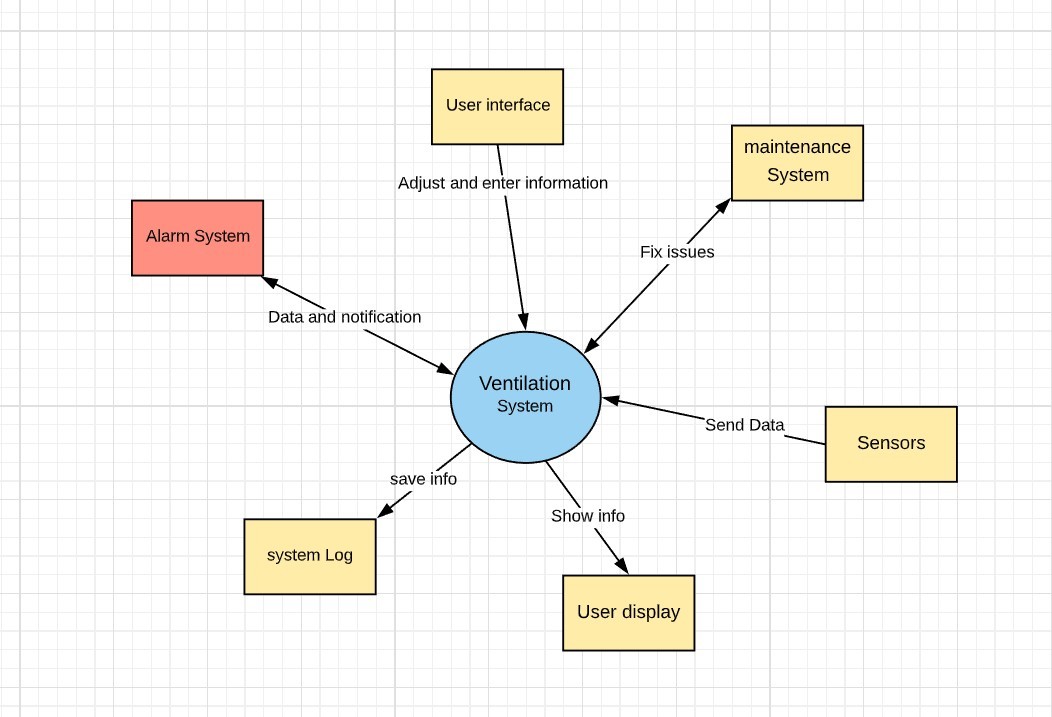 User interface
maintenance
System
Adjust and enter information
Alarm System
Fix issues
Data and notification
Ventilation
System
Send Data
Sensors
save info
Show info
system Log
User display